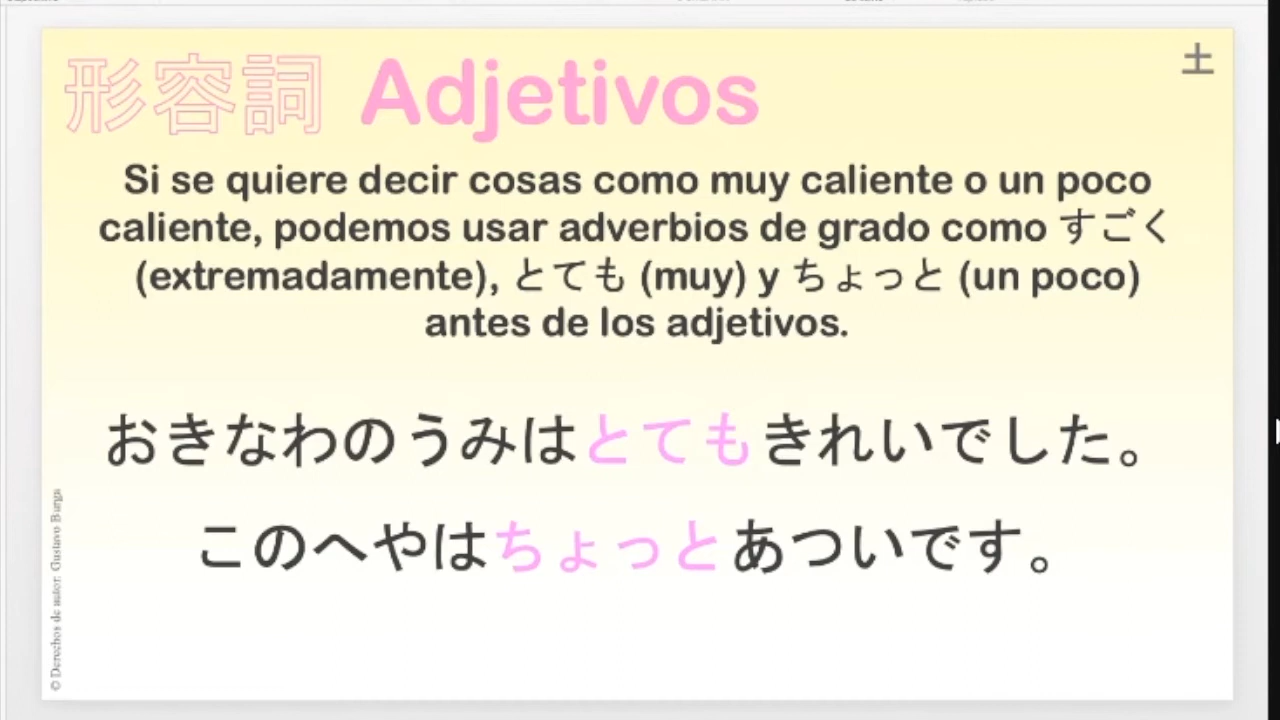 土
形容詞 Adjetivos
Si se quiere decir cosas como muy caliente o un poco
caliente, podemos usar adverbios de grado como すごく
(extremadamente), とても (muy) y ちょっと (un poco)
antes de los adjetivos.
おきなわのうみはとてもきれいでした。
このへやはちょっとあついです。
© Derechos de autor: Gustavo Barga